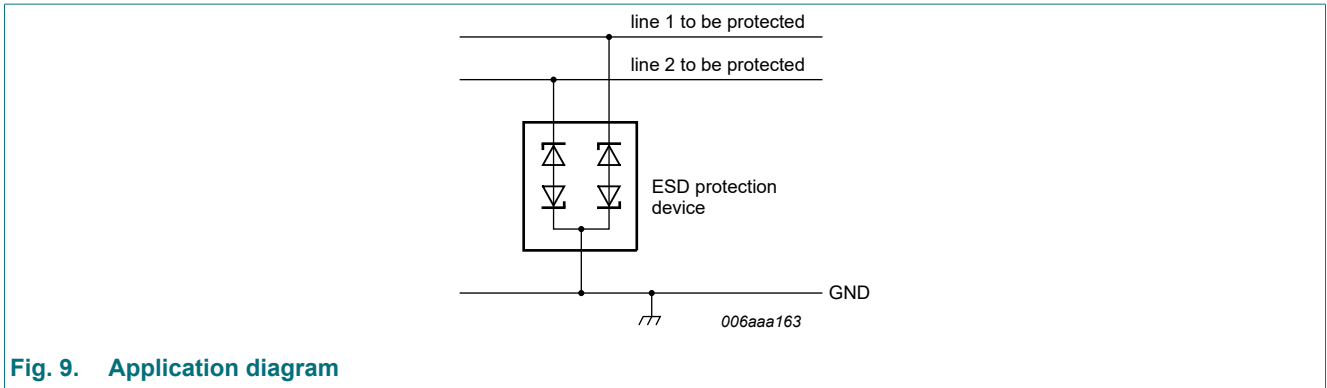 line 1 to be protected
line 2 to be protected
ESD protection
device
GND
006aaa163
Fig. 9. Application diagram